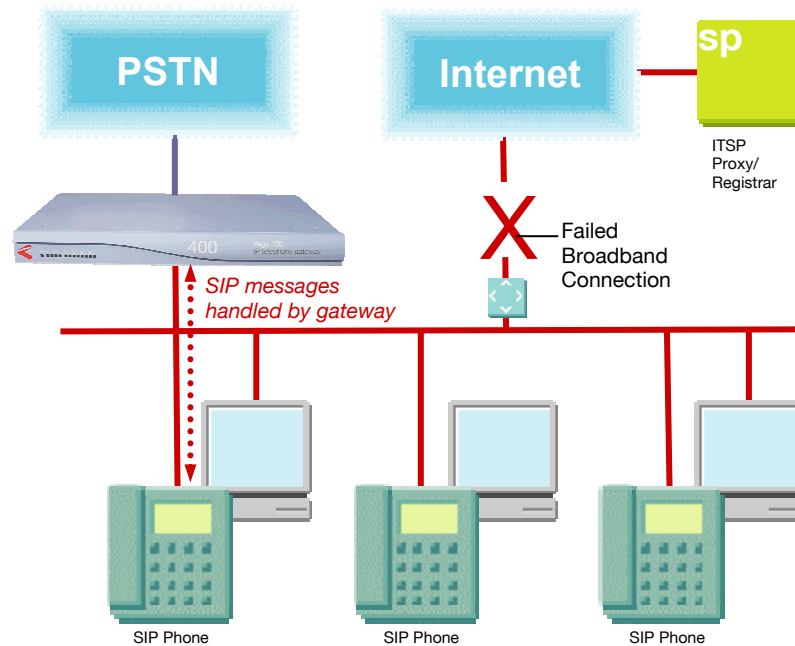 PSTN
Internet
sp
ITSP
Proxy/
Registrar
400
IP telephony gateway
Failed
Broadband
Connection
SIP messages
handled by gateway
SIP Phone
SIP Phone
SIP Phone